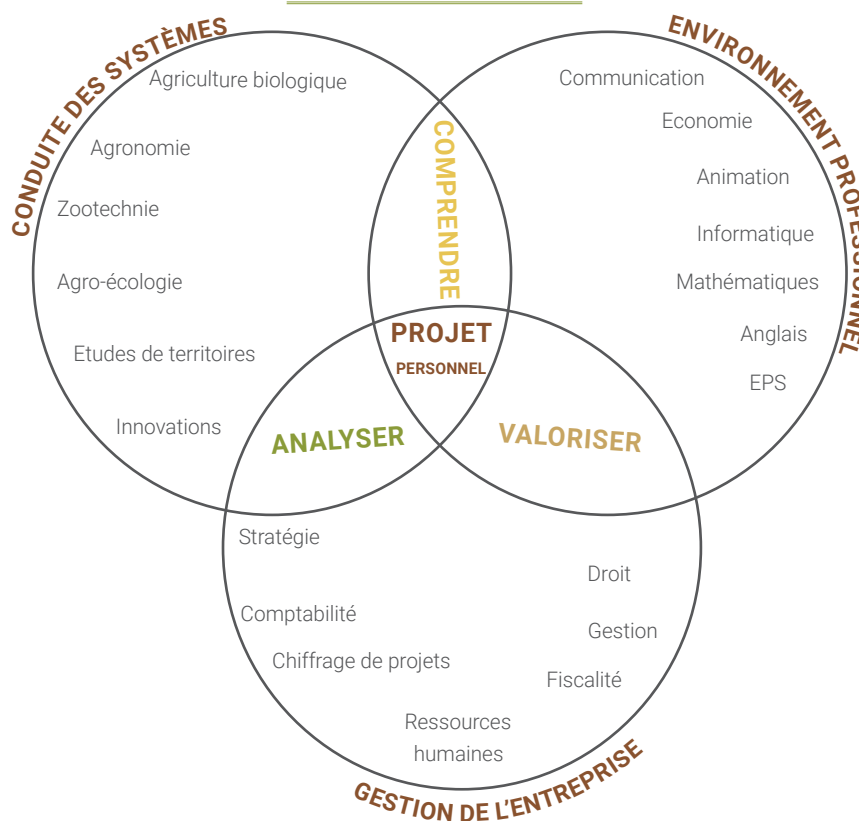 CONDUITE DES SYSTÈMES
Agriculture biologique
Agronomie
Zootechnie
Agro-écologie
Etudes de territoires
Innovations
COMPRENDRE
ENVIRONNEMENT PROFESSIONNEL
Communication
Economie
Animation
Informatique
Mathématiques
Anglais
EPS
PROJET
PERSONNEL
ANALYSER
VALORISER
Stratégie
Comptabilité
Chiffrage de projets
Ressources
humaines
Droit
Gestion
Fiscalité
GESTION DE L'ENTREPRISE